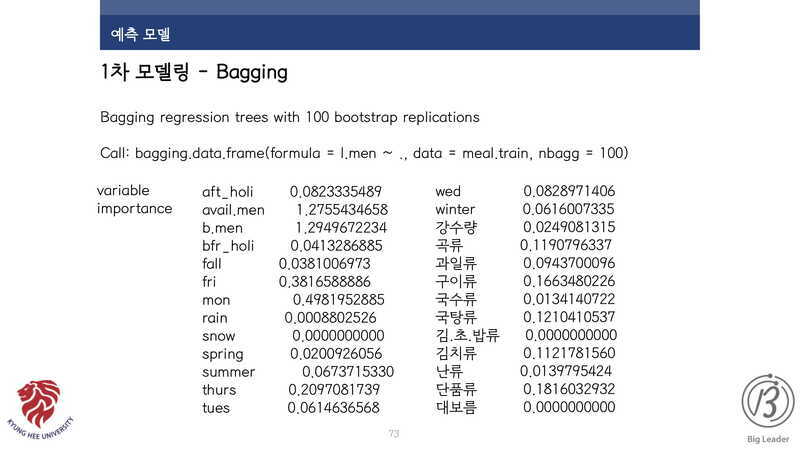 예측 모델
1차 모델링 - Bagging
Bagging regression trees with 100 bootstrap replications
Call: bagging.data.frame(formula = l.men ~ ., data = meal.train, nbagg = 100)
variable
importance
aft_holi 0.0823335489
avail.men 1.2755434658
b.men 1.2949672234
bfr_holi 0.0413286885
fall 0.0381006973
fri 0.3816588886
mon 0.4981952885
rain 0.0008802526
snow 0.0000000000
spring 0.0200926056
summer 0.0673715330
thurs 0.2097081739
tues 0.0614636568
wed 0.0828971406
winter 0.0616007335
강수량 0.0249081315
곡류 0.1190796337
과일류 0.0943700096
구이류 0.1663480226
국수류 0.0134140722
국탕류 0.1210410537
김.초.밥류 0.0000000000
김치류 0.1121781560
난류 0.0139795424
단품류 0.1816032932
대보름 0.0000000000
KYUNG HEE UNIVERSITY
73
Big Leader